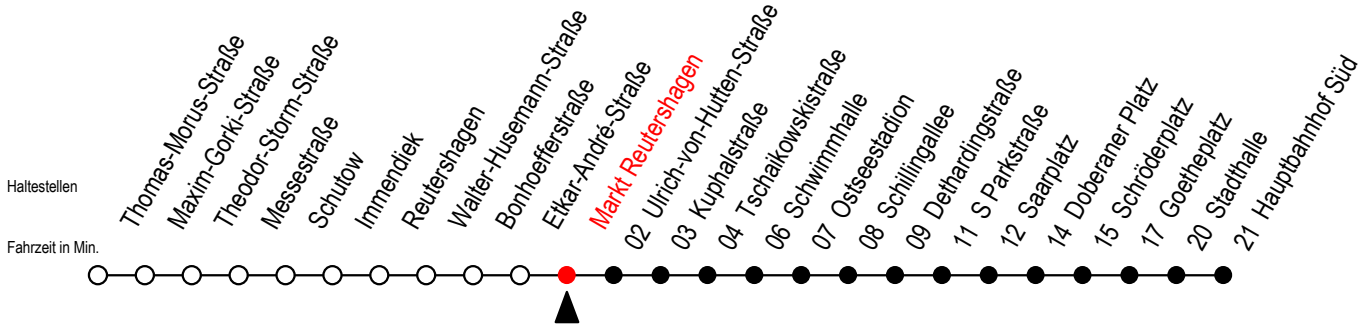 Haltestellen
Fahrzeit in Min.
Thomas-Morus-Straße
Maxim-Gorki-Straße
Theodor-Storm-Straße
Messestraße
Schutow
Immendiek
Reutershagen
Walter-Husemann-Straße
Bonhoefferstraße
Etkar-André-Straße
Markt Reutershagen
02 Ulrich-von-Hutten-Straße
03 Kuphalstraße
04 Tschaikowskistraße
06 Schwimmhalle
07 Ostseestadion
08 Schillingallee
09 Dethardingstraße
11 S Parkstraße
12 Saarplatz
14 Doberaner Platz
15 Schröderplatz
17 Goetheplatz
20 Stadthalle
21 Hauptbahnhof Süd